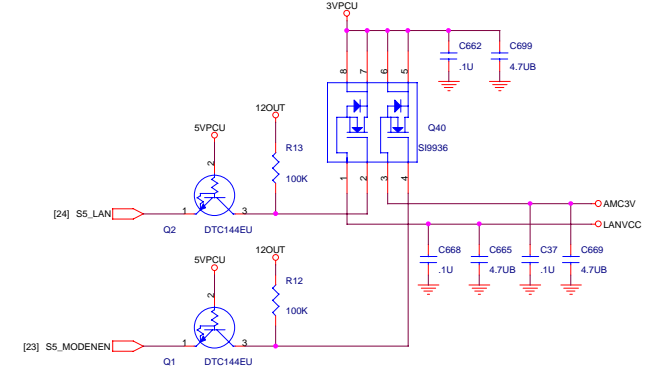 3VPCU
C662
C699
.1U
4.7UB
8
7
6
5
12OUT
5VPCU
Q40
SI9936
R13
100K
2
1
2
3
4
[24] S5_LAN
1
3
Q2
DTC144EU
AMC3V
LANVCC
12OUT
5VPCU
C668
C665
C37
C669
.1U
4.7UB
.1U
4.7UB
R12
100K
2
[23] S5_MODENEN
1
3
Q1
DTC144EU